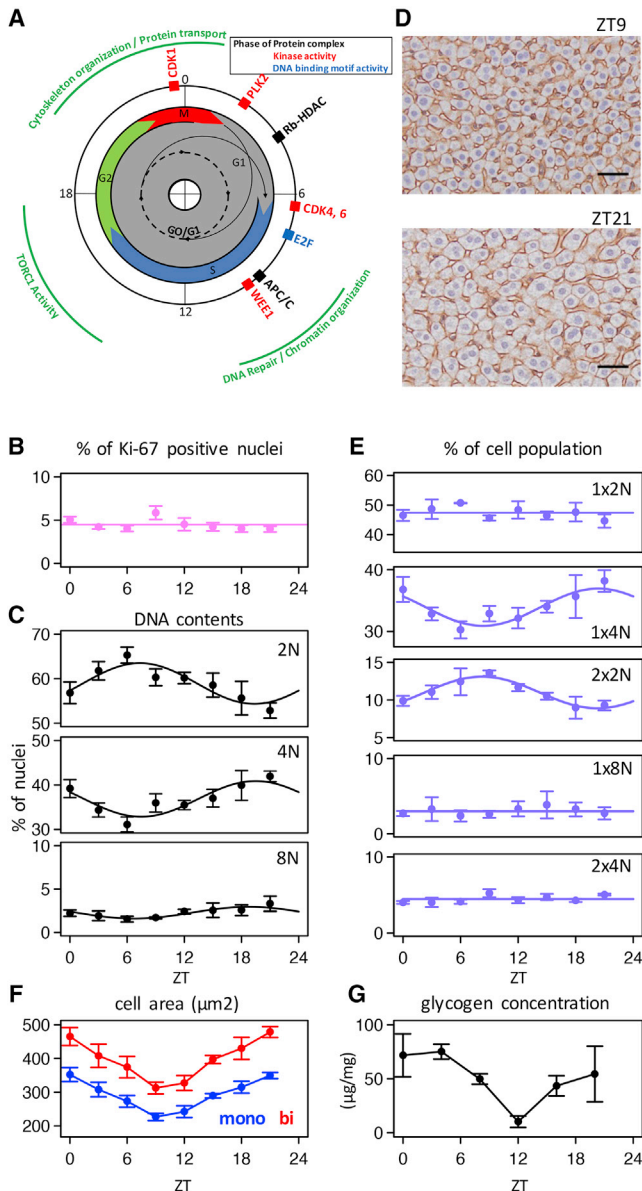 A
Cytoskeleton organization / Protein transport
Phase of Protein complex
Kinase activity
DNA binding motif activity
CDK1
0
PLK2
Rb-HDAC
M
G1
G2
18
6
CDK4, 6
E2F
GO/G1
S
APC/C
WEE1
12
TORC1 Activity
DNA Repair / Chromatin organization
D
ZT9
ZT21
B
% of Ki-67 positive nuclei
10
5
0
0 6 12 18 24
C
DNA contents
% of nuclei
2N
70
60
50
4N
50
40
30
8N
10
5
0
0 6 12 18 24
ZT
E
% of cell population
60
50
40
1x2N
40
30
1x4N
15
10
5
2x2N
10
0
1x8N
10
5
0
2x4N
0 6 12 18 24
ZT
F
cell area (μm2)
500
400
300
200
mono bi
0 6 12 18 24
ZT
G
glycogen concentration
(μg/mg)
100
50
0
0 6 12 18 24
ZT